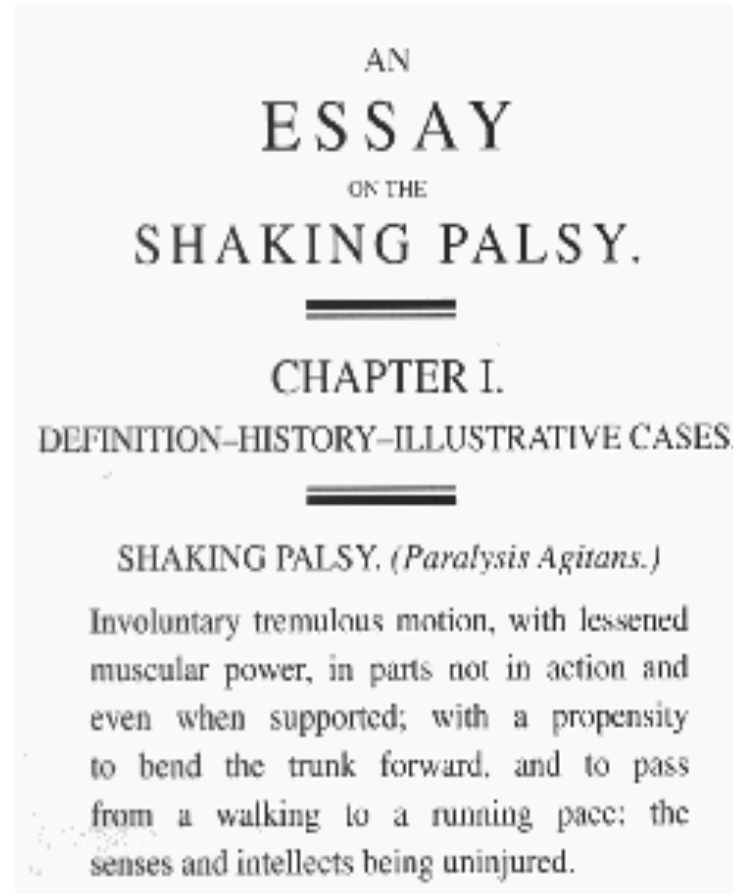 AN
ESSAY
ON THE
SHAKING PALSY.
CHAPTER I.
DEFINITION–HISTORY–ILLUSTRATIVE CASES.
SHAKING PALSY. (Paralysis Agitans.)
Involuntary tremulous motion, with lessened
muscular power, in parts not in action and
even when supported; with a propensity
to bend the trunk forward, and to pass
from a walking to a running pace: the
senses and intellects being uninjured.